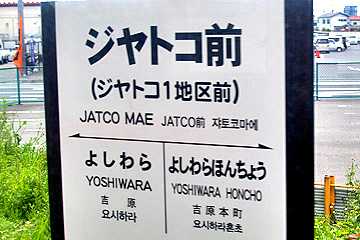 ジヤトコ前
(ジヤトコ1地区前)
JATCO MAE JATCO前 쟈토코마에
よしわら
YOSHIWARA
吉原
요시하라
よしわらほんちょう
YOSHIWARA HONCHO
吉原本町
요시하라혼쵸